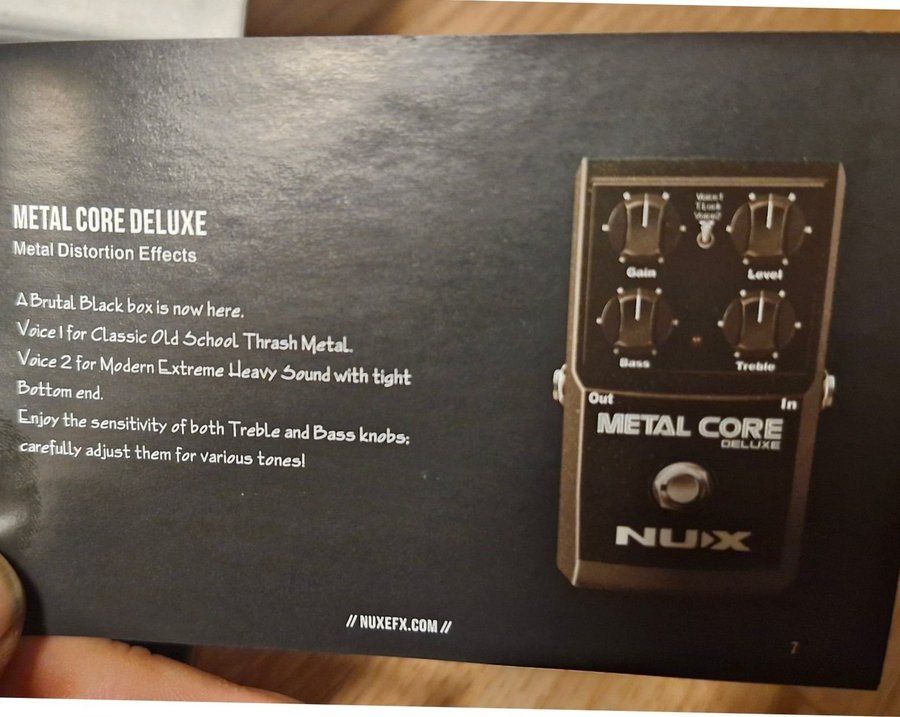 METAL CORE DELUXE
Metal Distortion Effects
A Brutal Black box is now here.
Voice 1 for Classic Old School Thrash Metal.
Voice 2 for Modern Extreme Heavy Sound with tight
Bottom end.
Enjoy the sensitivity of both Treble and Bass knobs;
carefully adjust them for various tones!
Voice1
T.Lock
Voice2
Gain
Level
Bass
Treble
Out
In
METAL CORE
DELUXE
NUX
// NUXEFX.COM //
7